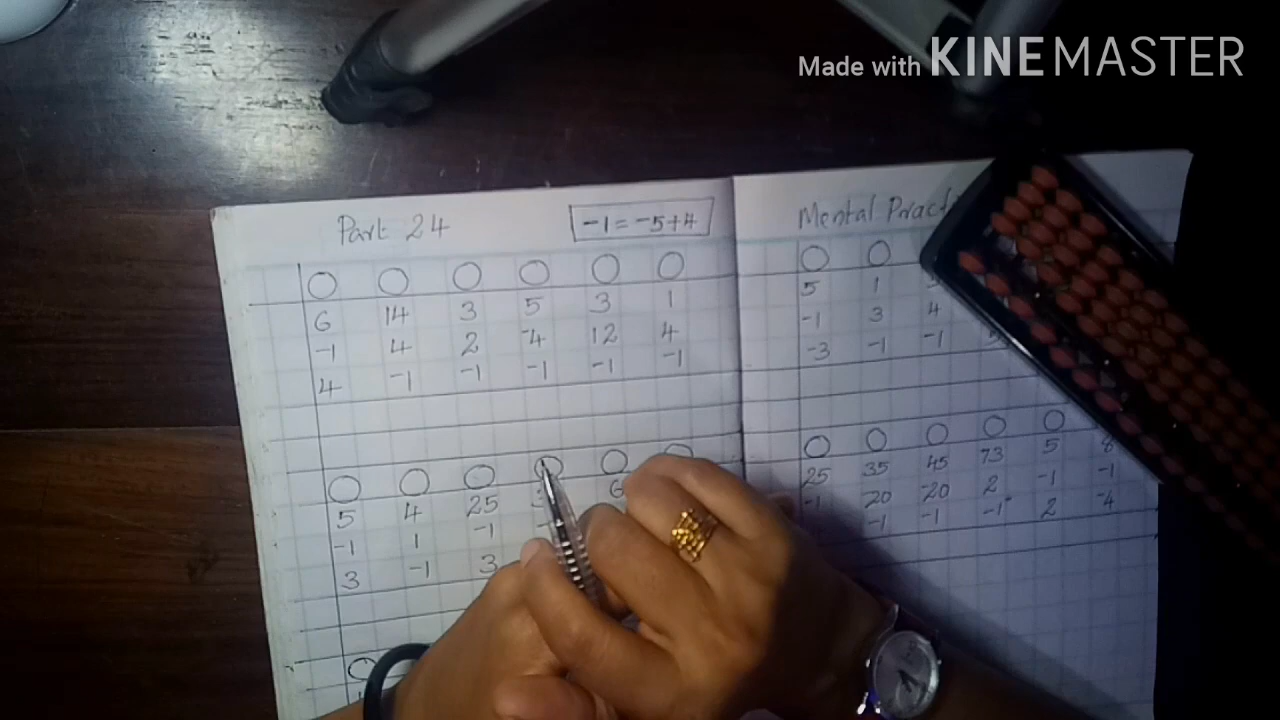 Made with KINEMASTER
Part 24
-1 = -5+4
6 14 3 5 3 1
-1 4 2 -4 12 4
4 -1 -1 -1 -1 -1
5 4 25
-1 1 -1
3 -1 3
Mental
5 1
-1 3 4
-3 -1 -1
25 35 45 73 5 8
-1 20 -20 2 -1 -1
-1 -1 -1 2 -4